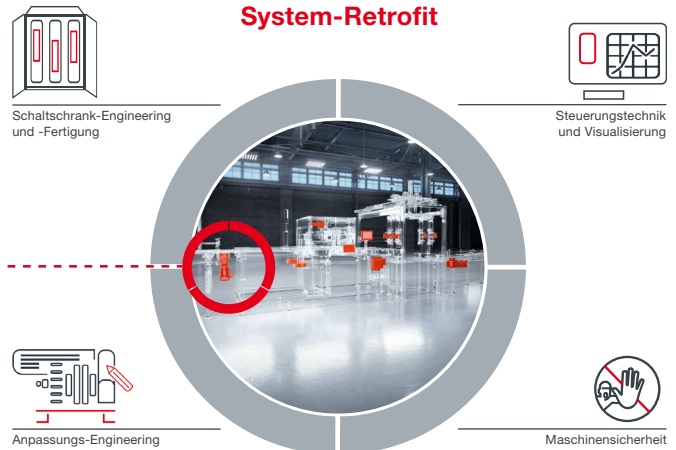 System-Retrofit
Schaltschrank-Engineering
und -Fertigung
Steuerungstechnik
und Visualisierung
Anpassungs-Engineering
Maschinensicherheit